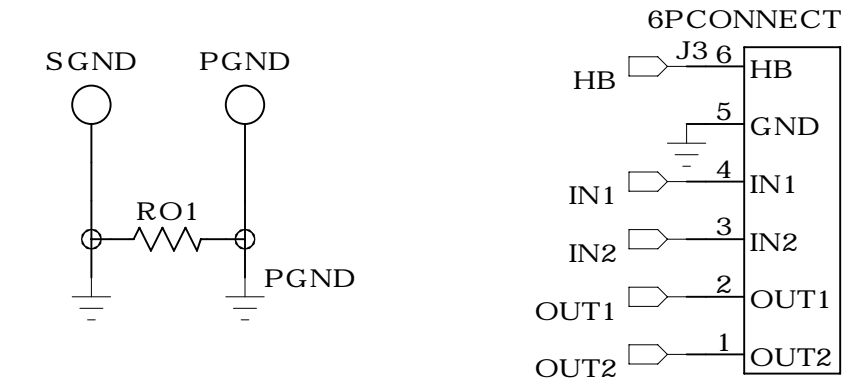 6PCONNECT
SGND PGND
RO1
PGND
J3
HB 6 HB
5 GND
IN1 4 IN1
IN2 3 IN2
OUT1 2 OUT1
OUT2 1 OUT2